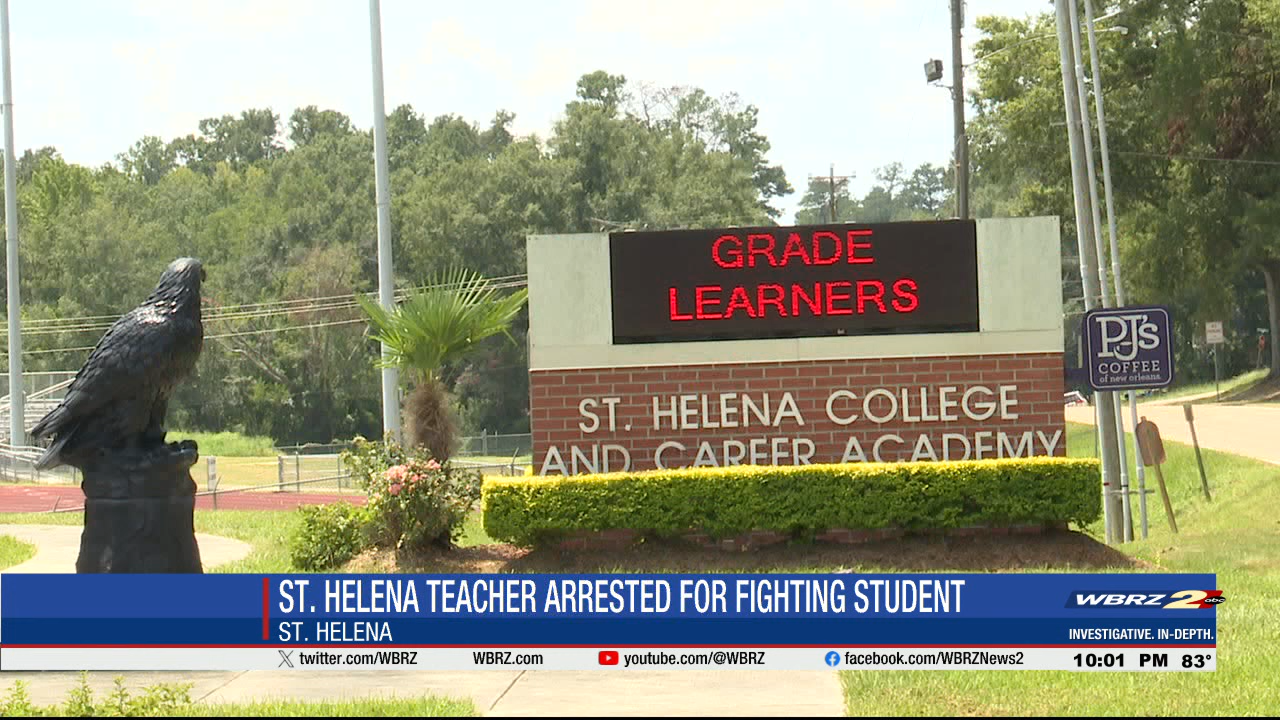 GRADE
LEARNERS
PJ's
COFFEE
of new orleans
ST. HELENA COLLEGE
AND CAREER ACADEMY
ST. HELENA TEACHER ARRESTED FOR FIGHTING STUDENT
ST. HELENA
WBRZ 2 abc
INVESTIGATIVE. IN-DEPTH.
X twitter.com/WBRZ WBRZ.com youtube.com/@WBRZ facebook.com/WBRZNews2 10:01 PM 83°